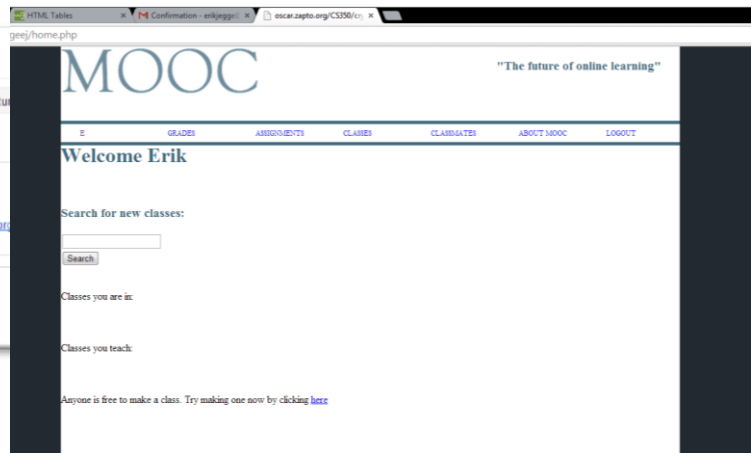 HTML Tables × Confirmation - erikjegge × oscar.zapto.org/CS350/ ×
geej/home.php
MOOC
"The future of online learning"
E GRADES ASSIGNMENTS CLASSES CLASSMATES ABOUT MOOC LOGOUT
Welcome Erik
Search for new classes:
Search
Classes you are in:
Classes you teach:
Anyone is free to make a class. Try making one now by clicking here